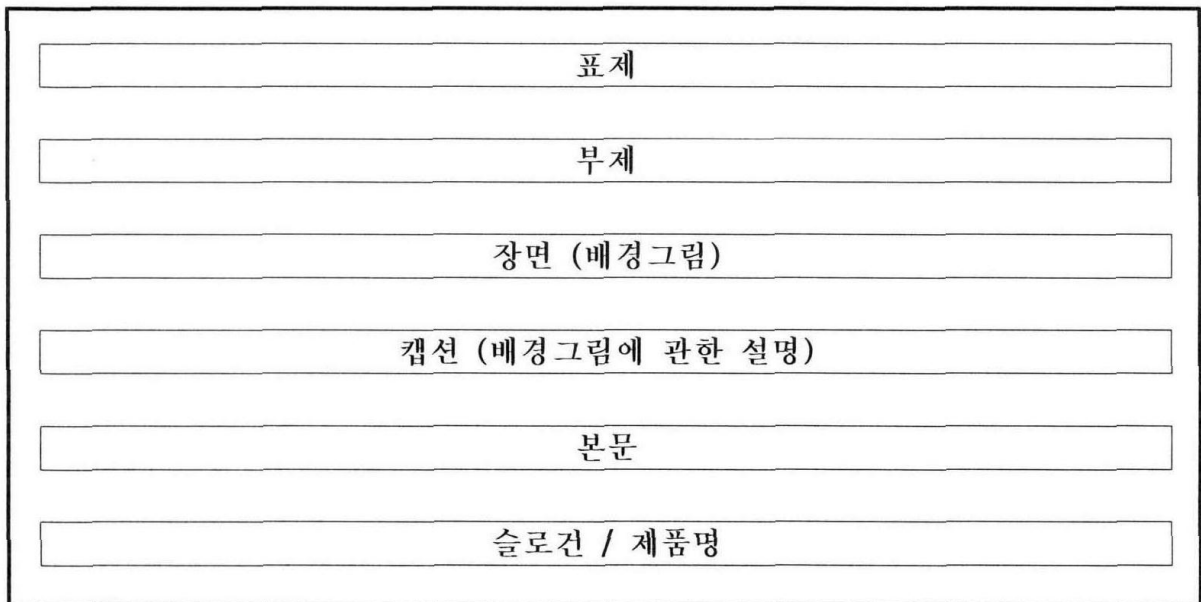 표제
부제
장면 (배경그림)
캡션 (배경그림에 관한 설명)
본문
슬로건 / 제품명